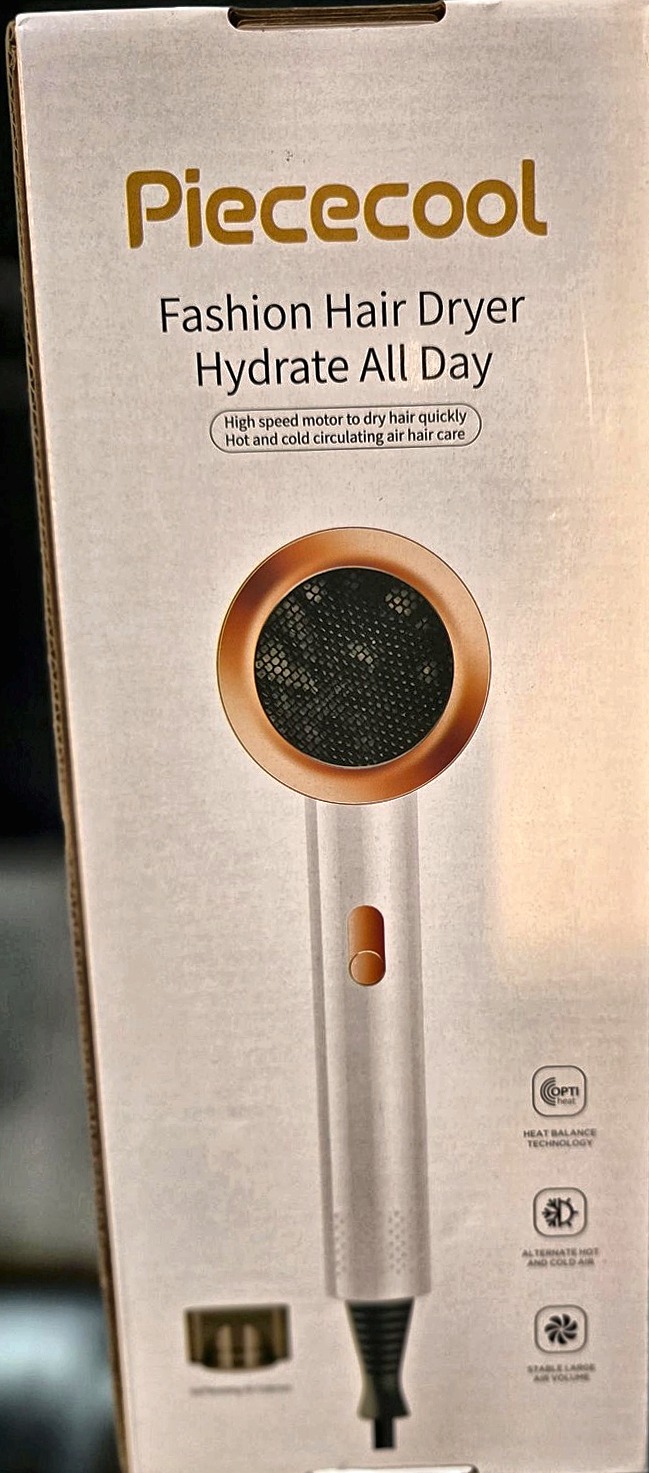 Piececool
Fashion Hair Dryer
Hydrate All Day
High speed motor to dry hair quickly
Hot and cold circulating air hair care
OPTI
heat
HEAT BALANCE
TECHNOLOGY
ALTERNATE HOT
AND COLD AIR
STABLE LARGE
AIR VOLUME